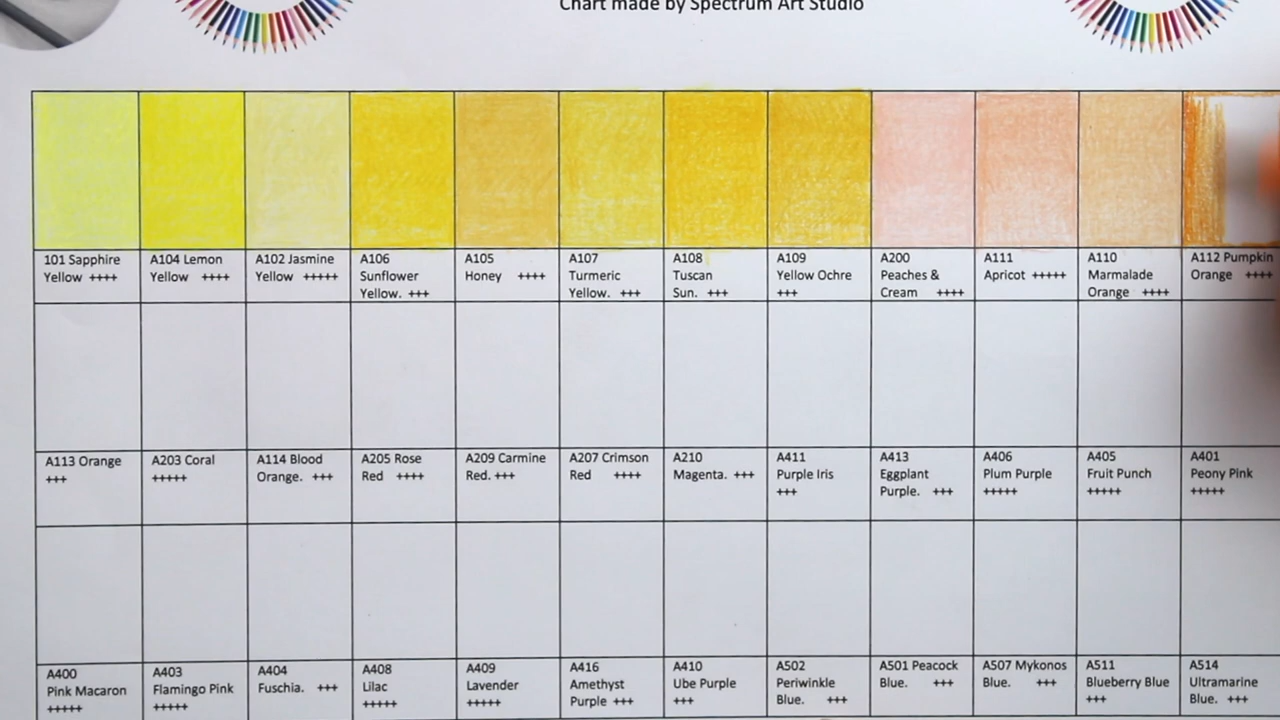 Chart made by Spectrum Art Studio
101 Sapphire
Yellow ++++
A104 Lemon
Yellow ++++
A102 Jasmine
Yellow +++++
A106
Sunflower
Yellow. +++
A105
Honey ++++
A107
Turmeric
Yellow. +++
A108
Tuscan
Sun. +++
A109
Yellow Ochre
+++
A200
Peaches &
Cream ++++
A111
Apricot +++++
A110
Marmalade
Orange ++++
A112 Pumpkin
Orange ++++
A113 Orange
+++
A203 Coral
+++++
A114 Blood
Orange. +++
A205 Rose
Red ++++
A209 Carmine
Red. +++
A207 Crimson
Red ++++
A210
Magenta. +++
A411
Purple Iris
+++
A413
Eggplant
Purple. +++
A406
Plum Purple
+++++
A405
Fruit Punch
+++++
A401
Peony Pink
+++++
A400
Pink Macaron
+++++
A403
Flamingo Pink
+++++
A404
Fuschia. +++
A408
Lilac
+++++
A409
Lavender
+++++
A416
Amethyst
Purple +++
A410
Ube Purple
+++
A502
Periwinkle
Blue. +++
A501 Peacock
Blue. +++
A507 Mykonos
Blue. +++
A511
Blueberry Blue
+++
A514
Ultramarine
Blue. +++